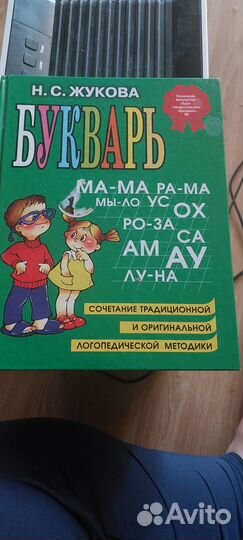 Н. С. ЖУКОВА
БУКВАРЬ
МА-МА РА-МА
МЫ-ЛО УС ОХ
РО-ЗА СА
АМ АУ
ЛУ-НА
СОЧЕТАНИЕ ТРАДИЦИОННОЙ
И ОРИГИНАЛЬНОЙ
ЛОГОПЕДИЧЕСКОЙ МЕТОДИКИ
Avito